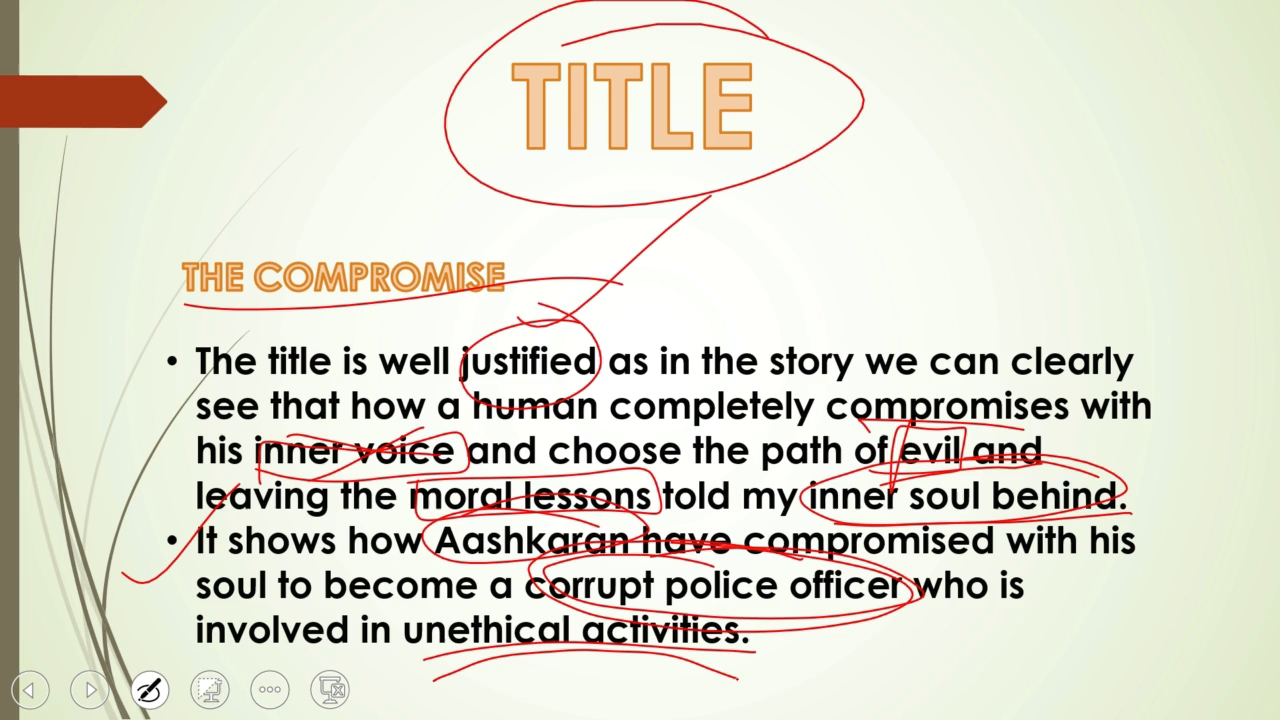 TITLE
THE COMPROMISE
• The title is well justified as in the story we can clearly
see that how a human completely compromises with
his inner voice and choose the path of evil and
leaving the moral lessons told my inner soul behind.
• It shows how Aashkaran have compromised with his
soul to become a corrupt police officer who is
involved in unethical activities.